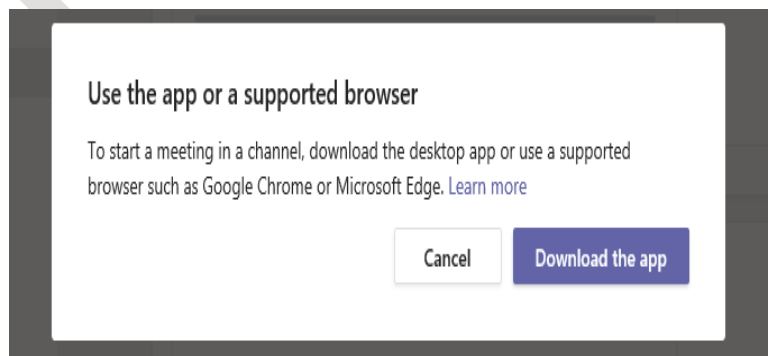 Use the app or a supported browser
To start a meeting in a channel, download the desktop app or use a supported
browser such as Google Chrome or Microsoft Edge. Learn more
Cancel
Download the app